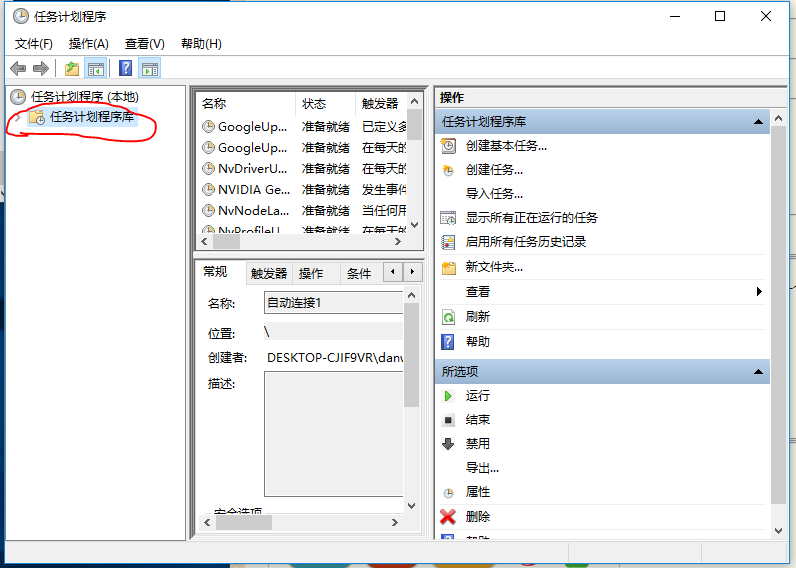 任务计划程序
文件(F) 操作(A) 查看(V) 帮助(H)
任务计划程序 (本地)
任务计划程序库
名称 状态 触发器
GoogleUp... 准备就绪 已定义多
GoogleUp... 准备就绪 在每天的
NvDriverU... 准备就绪 在每天的
NVIDIA Ge... 准备就绪 发生事件
NvNodeLa... 准备就绪 当任何用
NvProfileU... 准备就绪 在每天的
常规 触发器 操作 条件
名称: 自动连接1
位置: \
创建者: DESKTOP-CJIF9VR\danw
描述:
安全选项
操作
任务计划程序库
创建基本任务...
创建任务...
导入任务...
显示所有正在运行的任务
启用所有任务历史记录
新文件夹...
查看
刷新
帮助
所选项
运行
结束
禁用
导出...
属性
删除
帮助